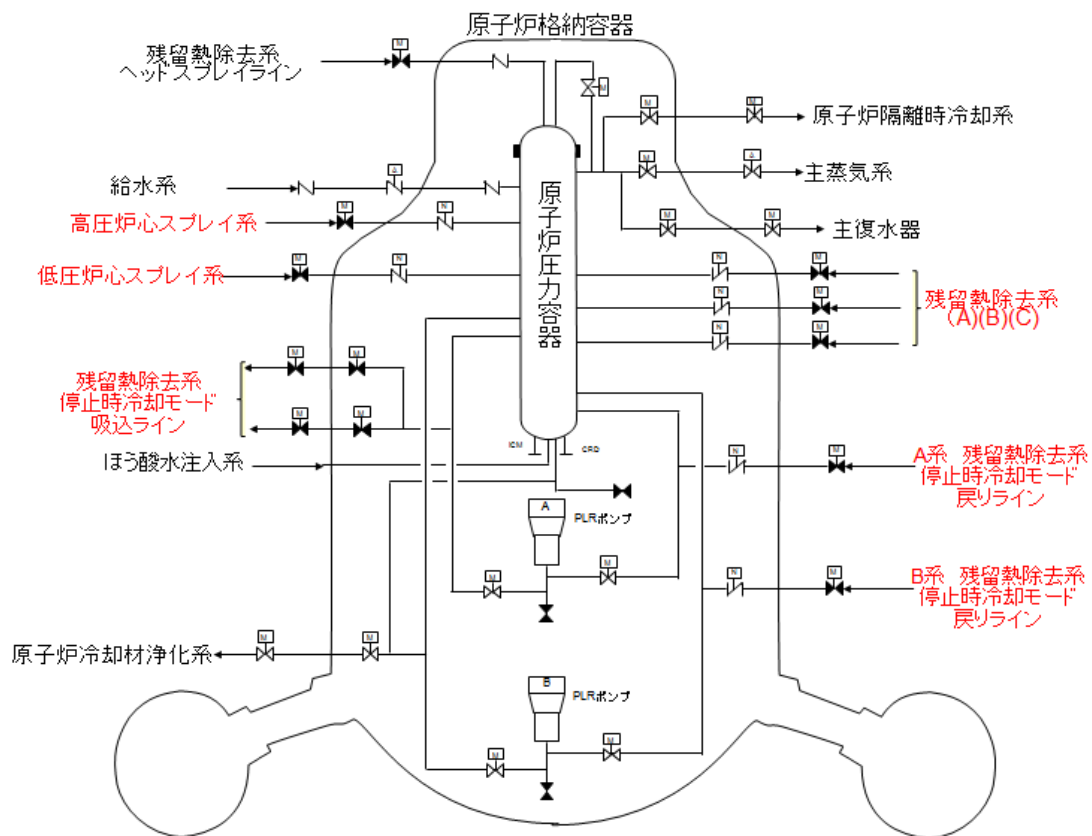 原子炉格納容器
残留熱除去系
ヘッドスプレイライン
M
M
M
M
原子炉隔離時冷却系
給水系
A
M
A
主蒸気系
高圧炉心スプレイ系
M
N
M
M
主復水器
原子炉圧力容器
低圧炉心スプレイ系
M
N
N
M
N
M
N
M
残留熱除去系
(A)(B)(C)
残留熱除去系
停止時冷却モード
吸込ライン
M
M
M
M
ICM
CRD
ほう酸水注入系
N
M
A系 残留熱除去系
停止時冷却モード
戻りライン
A
PLRポンプ
M
M
N
M
B系 残留熱除去系
停止時冷却モード
戻りライン
原子炉冷却材浄化系
M
M
B
PLRポンプ
M
M